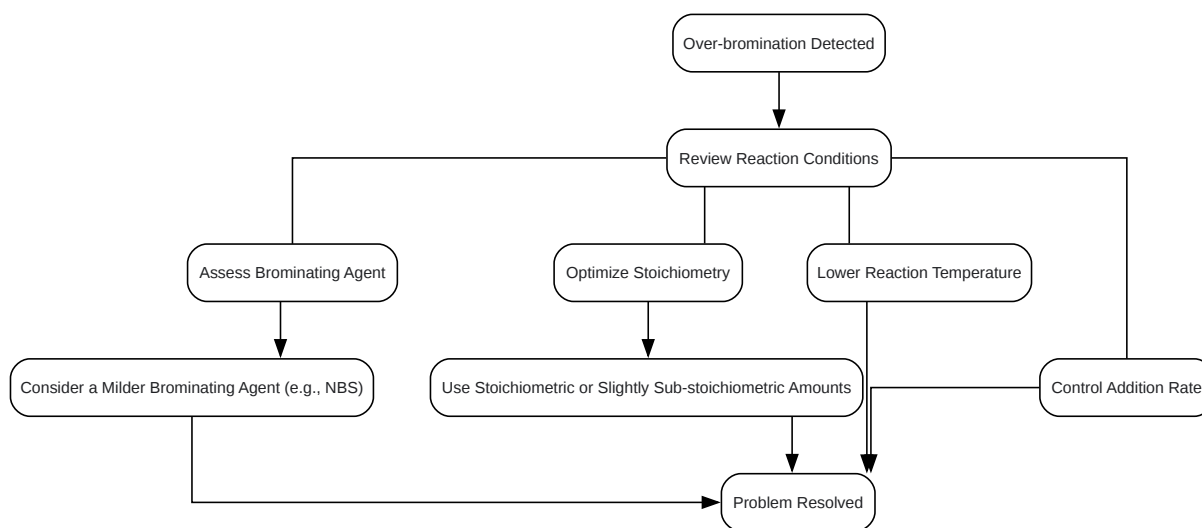 Over-bromination Detected
Review Reaction Conditions
Assess Brominating Agent
Optimize Stoichiometry
Lower Reaction Temperature
Consider a Milder Brominating Agent (e.g., NBS)
Use Stoichiometric or Slightly Sub-stoichiometric Amounts
Control Addition Rate
Problem Resolved